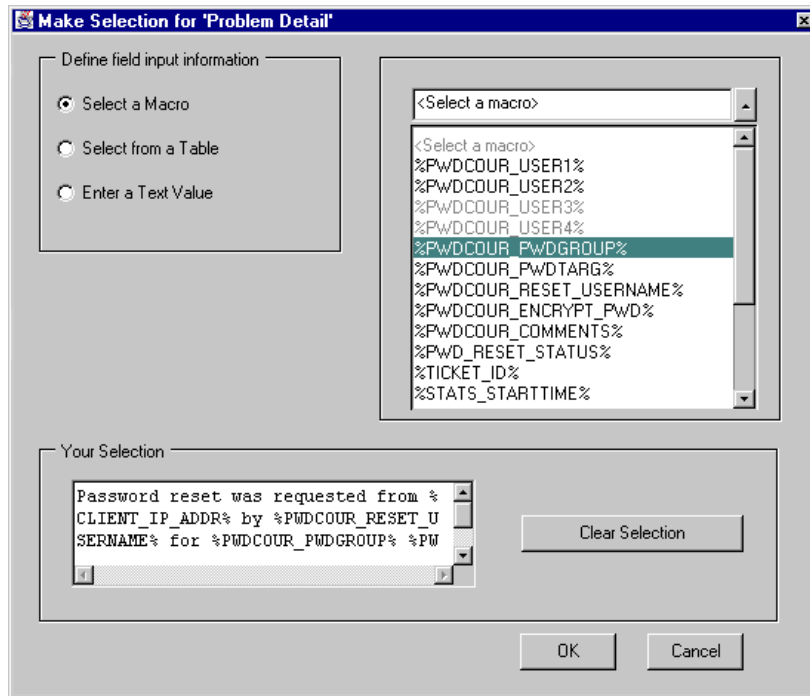 Make Selection for 'Problem Detail'
Define field input information
Select a Macro
Select from a Table
Enter a Text Value
<Select a macro>
<Select a macro>
%PWDCOUR_USER1%
%PWDCOUR_USER2%
%PWDCOUR_USER3%
%PWDCOUR_USER4%
%PWDCOUR_PWDGROUP%
%PWDCOUR_PWDTARG%
%PWDCOUR_RESET_USERNAME%
%PWDCOUR_ENCRYPT_PWD%
%PWDCOUR_COMMENTS%
%PWD_RESET_STATUS%
%TICKET_ID%
%STATS_STARTTIME%
Your Selection
Password reset was requested from %
CLIENT_IP_ADDR% by %PWDCOUR_RESET_U
SERNAME% for %PWDCOUR_PWDGROUP% %PW
Clear Selection
OK
Cancel